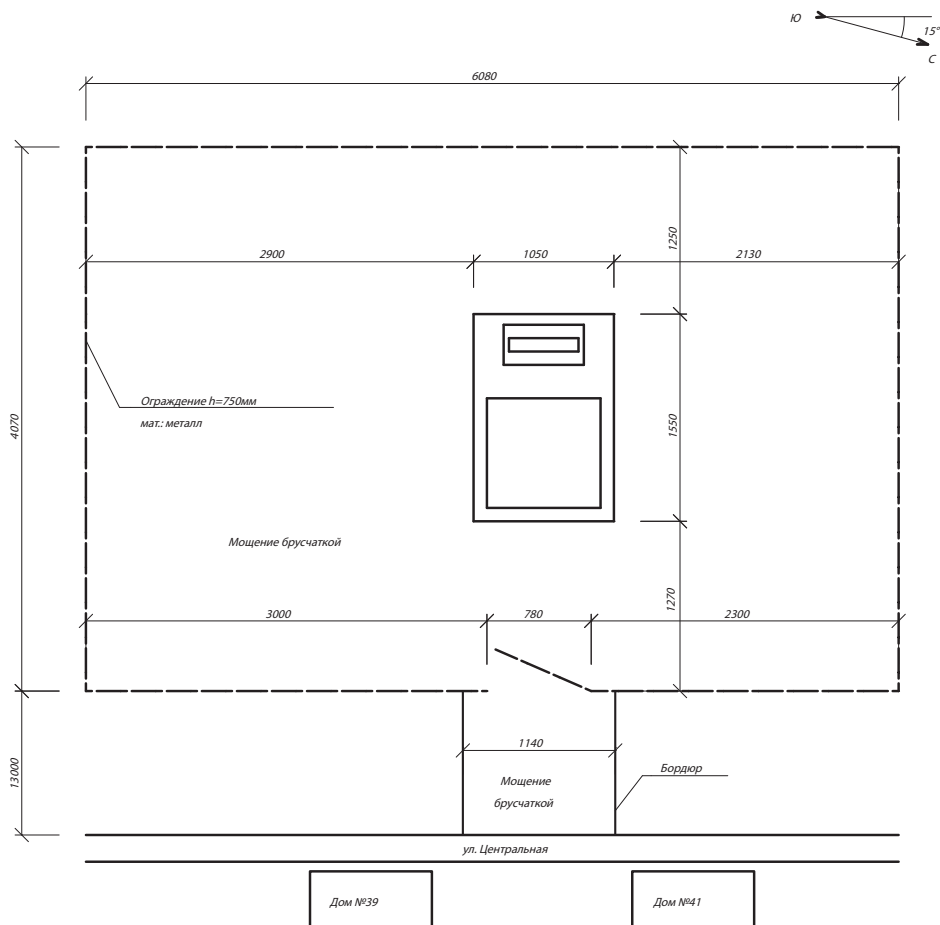 Ю
15°
С
6080
2900
1050
2130
1250
Ограждение h=750мм
мат.: металл
4070
1550
Мощение брусчаткой
3000
780
2300
1270
13000
1140
Мощение
брусчаткой
Бордюр
ул. Центральная
Дом №39
Дом №41